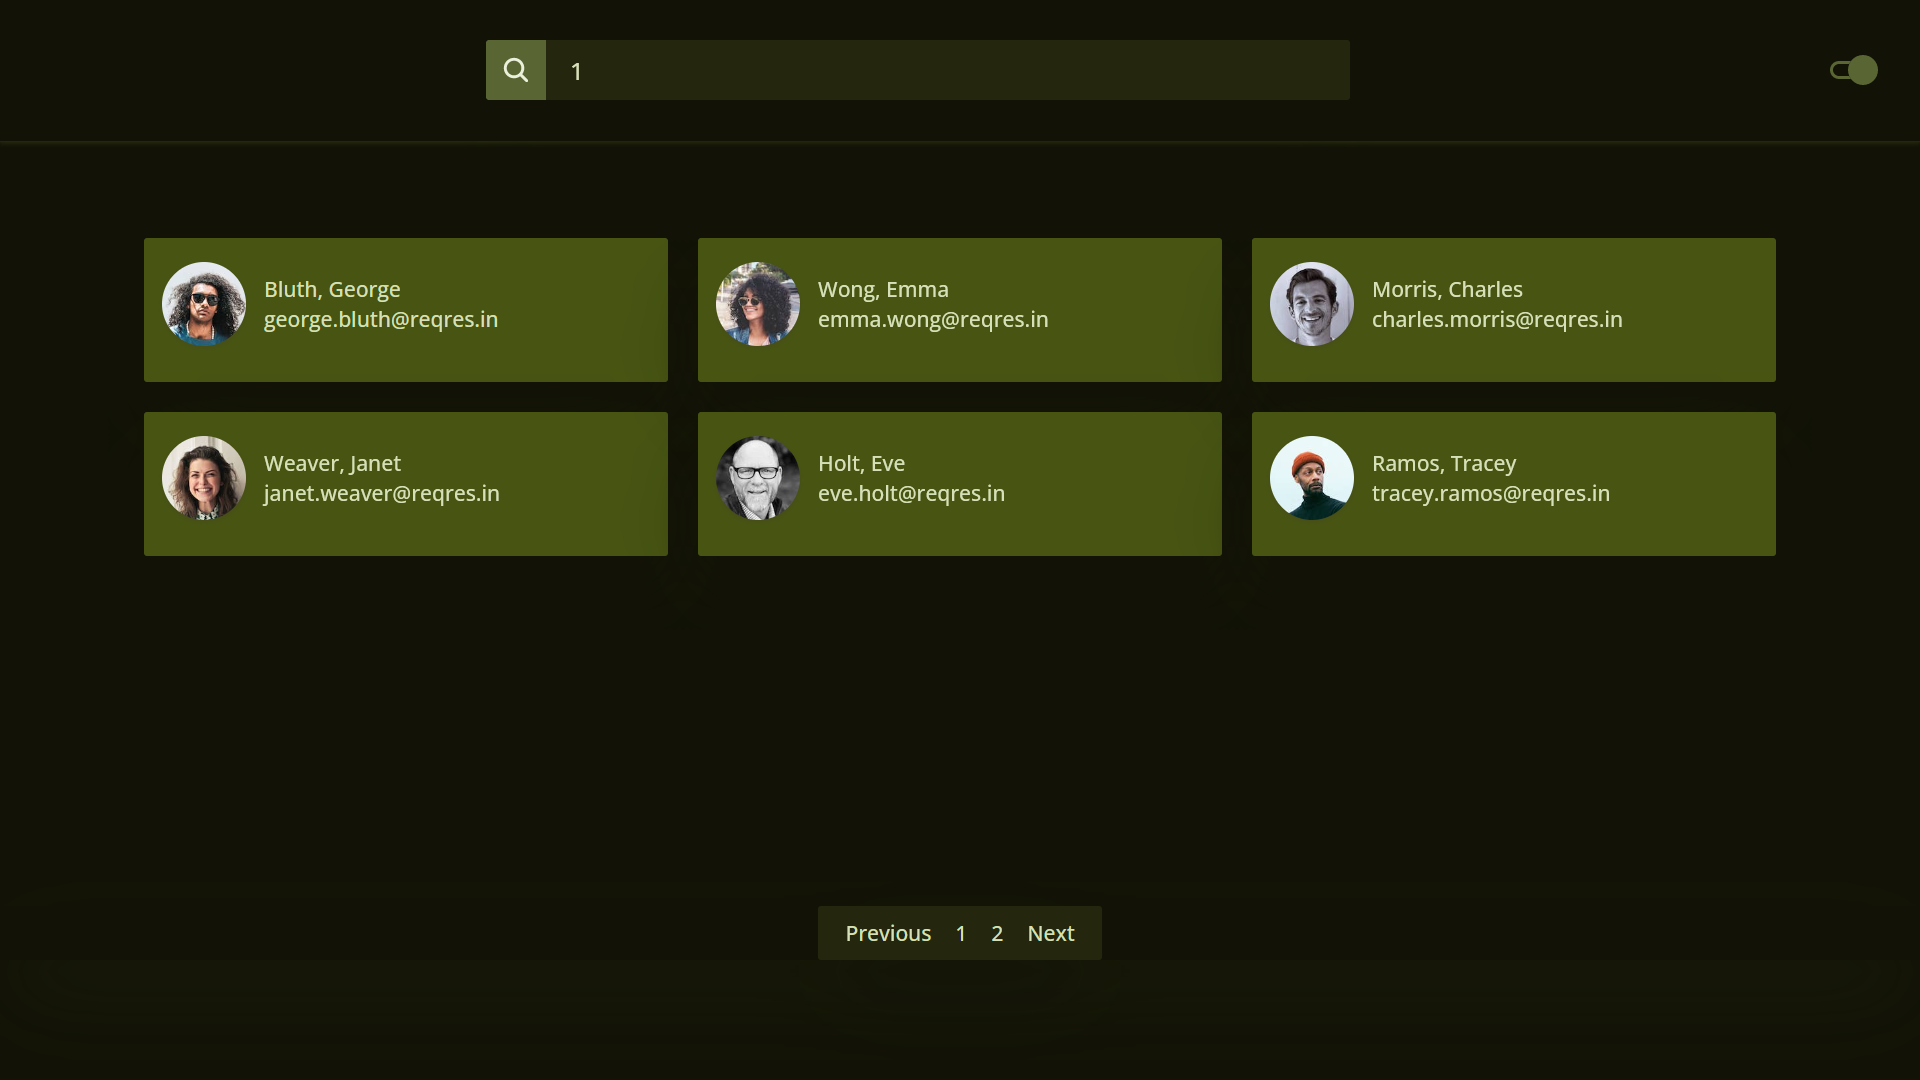 1
Bluth, George
george.bluth@reqres.in
Wong, Emma
emma.wong@reqres.in
Morris, Charles
charles.morris@reqres.in
Weaver, Janet
janet.weaver@reqres.in
Holt, Eve
eve.holt@reqres.in
Ramos, Tracey
tracey.ramos@reqres.in
Previous 1 2 Next